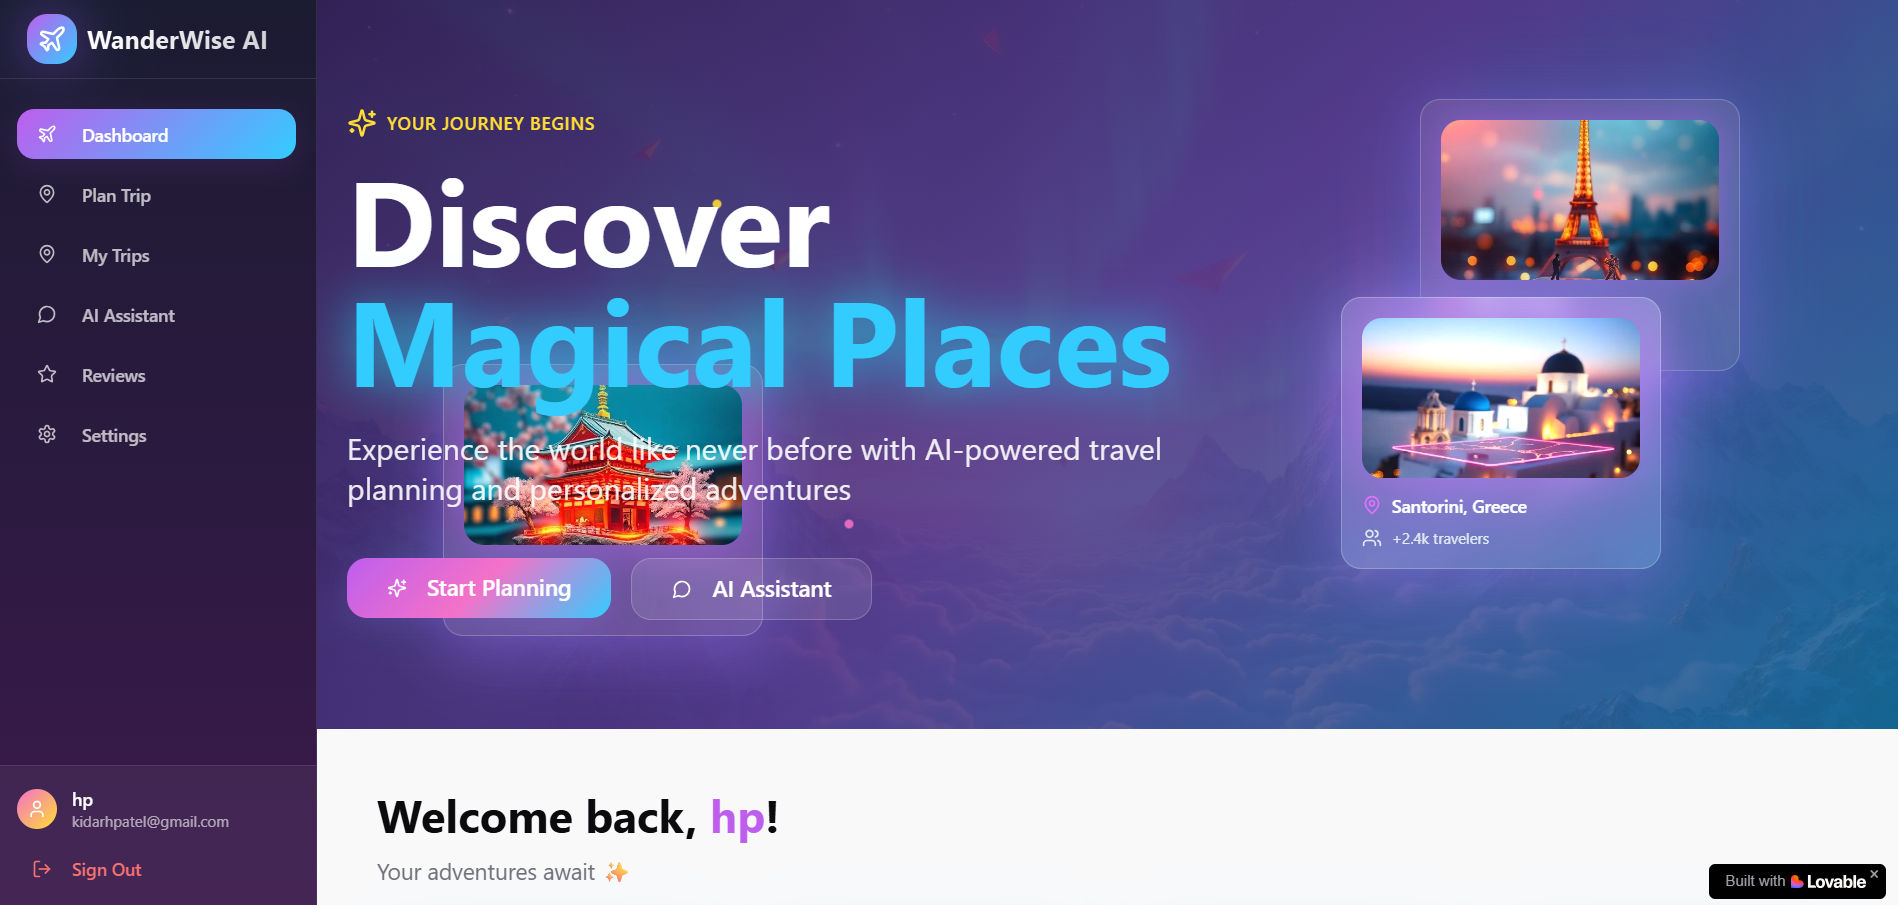 WanderWise AI
Dashboard
Plan Trip
My Trips
AI Assistant
Reviews
Settings
hp
kidarhpatel@gmail.com
Sign Out
YOUR JOURNEY BEGINS
Discover
Magical Places
Experience the world like never before with AI-powered travel
planning and personalized adventures
Start Planning
AI Assistant
Santorini, Greece
+2.4k travelers
Welcome back, hp!
Your adventures await ✨
Built with Lovable